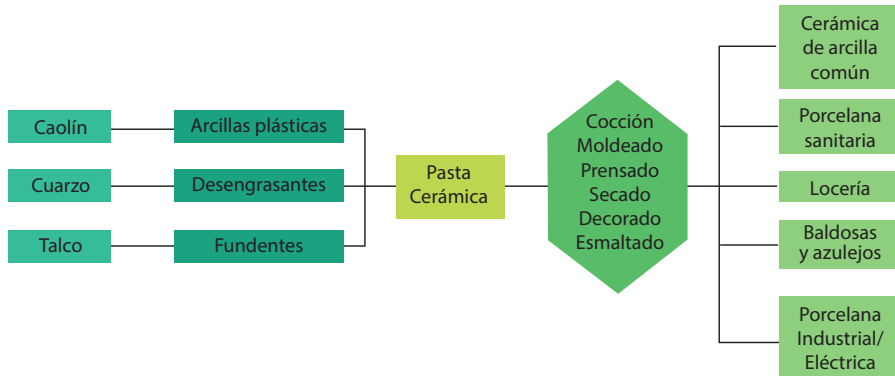 Caolín
Arcillas plásticas
Cuarzo
Desengrasantes
Talco
Fundentes
Pasta
Cerámica
Cocción
Moldeado
Prensado
Secado
Decorado
Esmaltado
Cerámica
de arcilla
común
Porcelana
sanitaria
Locería
Baldosas
y azulejos
Porcelana
Industrial/
Eléctrica